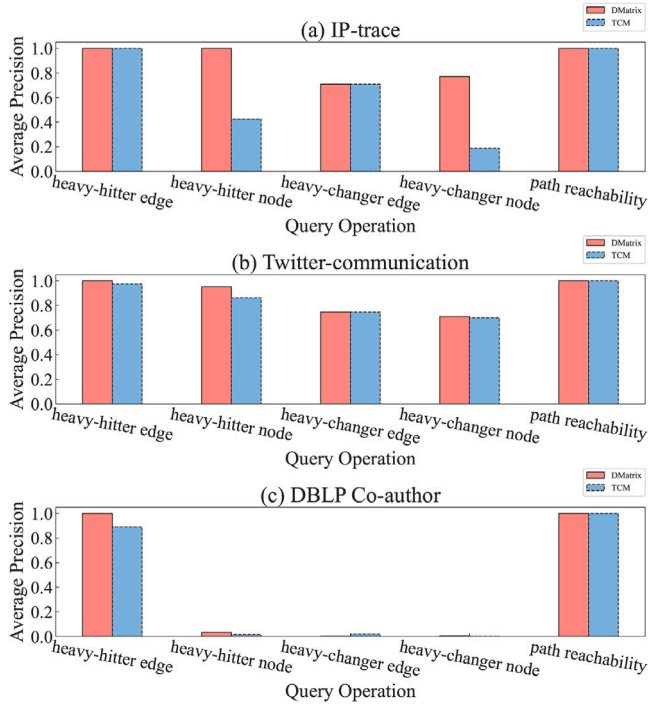 DMatrix
TCM
(a) IP-trace
Average Precision
1.0
0.8
0.6
0.4
0.2
0.0
heavy-hitter edge
heavy-hitter node
heavy-changer edge
heavy-changer node
path reachability
Query Operation
DMatrix
TCM
(b) Twitter-communication
Average Precision
1.0
0.8
0.6
0.4
0.2
0.0
heavy-hitter edge
heavy-hitter node
heavy-changer edge
heavy-changer node
path reachability
Query Operation
DMatrix
TCM
(c) DBLP Co-author
Average Precision
1.0
0.8
0.6
0.4
0.2
0.0
heavy-hitter edge
heavy-hitter node
heavy-changer edge
heavy-changer node
path reachability
Query Operation